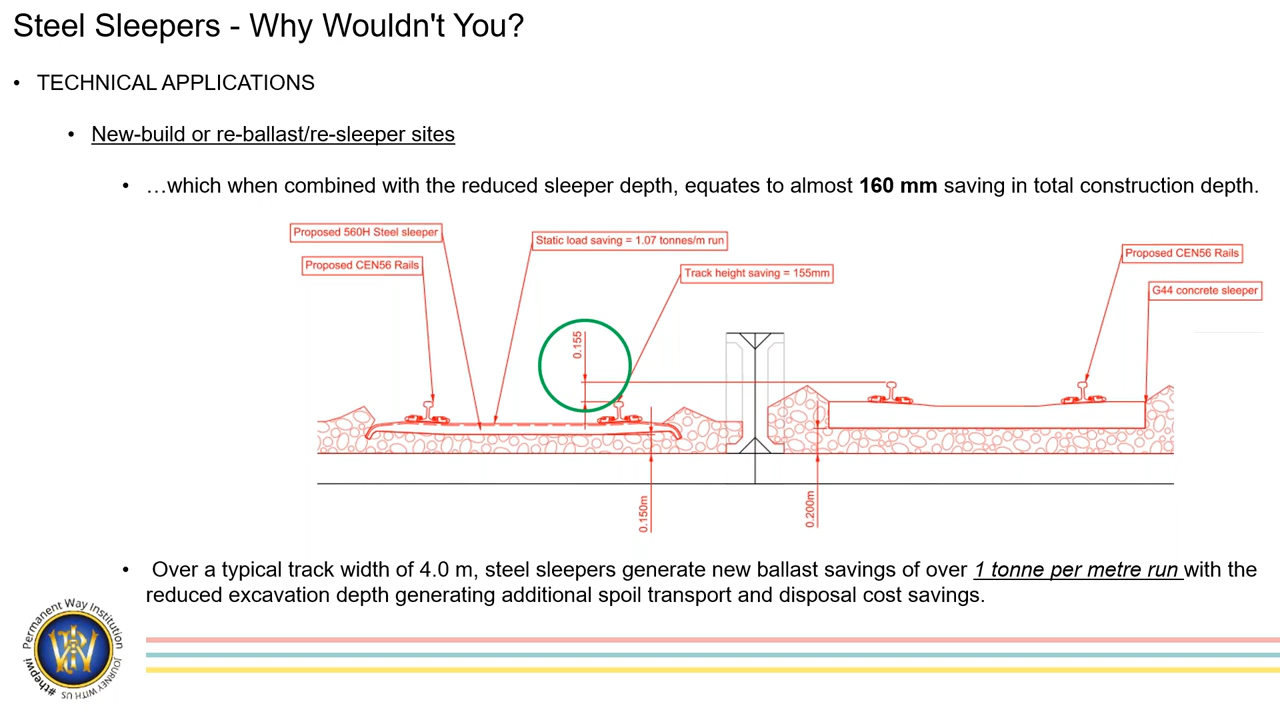 Steel Sleepers - Why Wouldn't You?
• TECHNICAL APPLICATIONS
• New-build or re-ballast/re-sleeper sites
• …which when combined with the reduced sleeper depth, equates to almost 160 mm saving in total construction depth.
Proposed 560H Steel sleeper
Static load saving = 1.07 tonnes/m run
Proposed CEN56 Rails
Track height saving = 155mm
Proposed CEN56 Rails
G44 concrete sleeper
0.155
0.150m
0.200m
• Over a typical track width of 4.0 m, steel sleepers generate new ballast savings of over 1 tonne per metre run with the
reduced excavation depth generating additional spoil transport and disposal cost savings.
Permanent Way Institution
JOURNEY WITH US
#thepwi